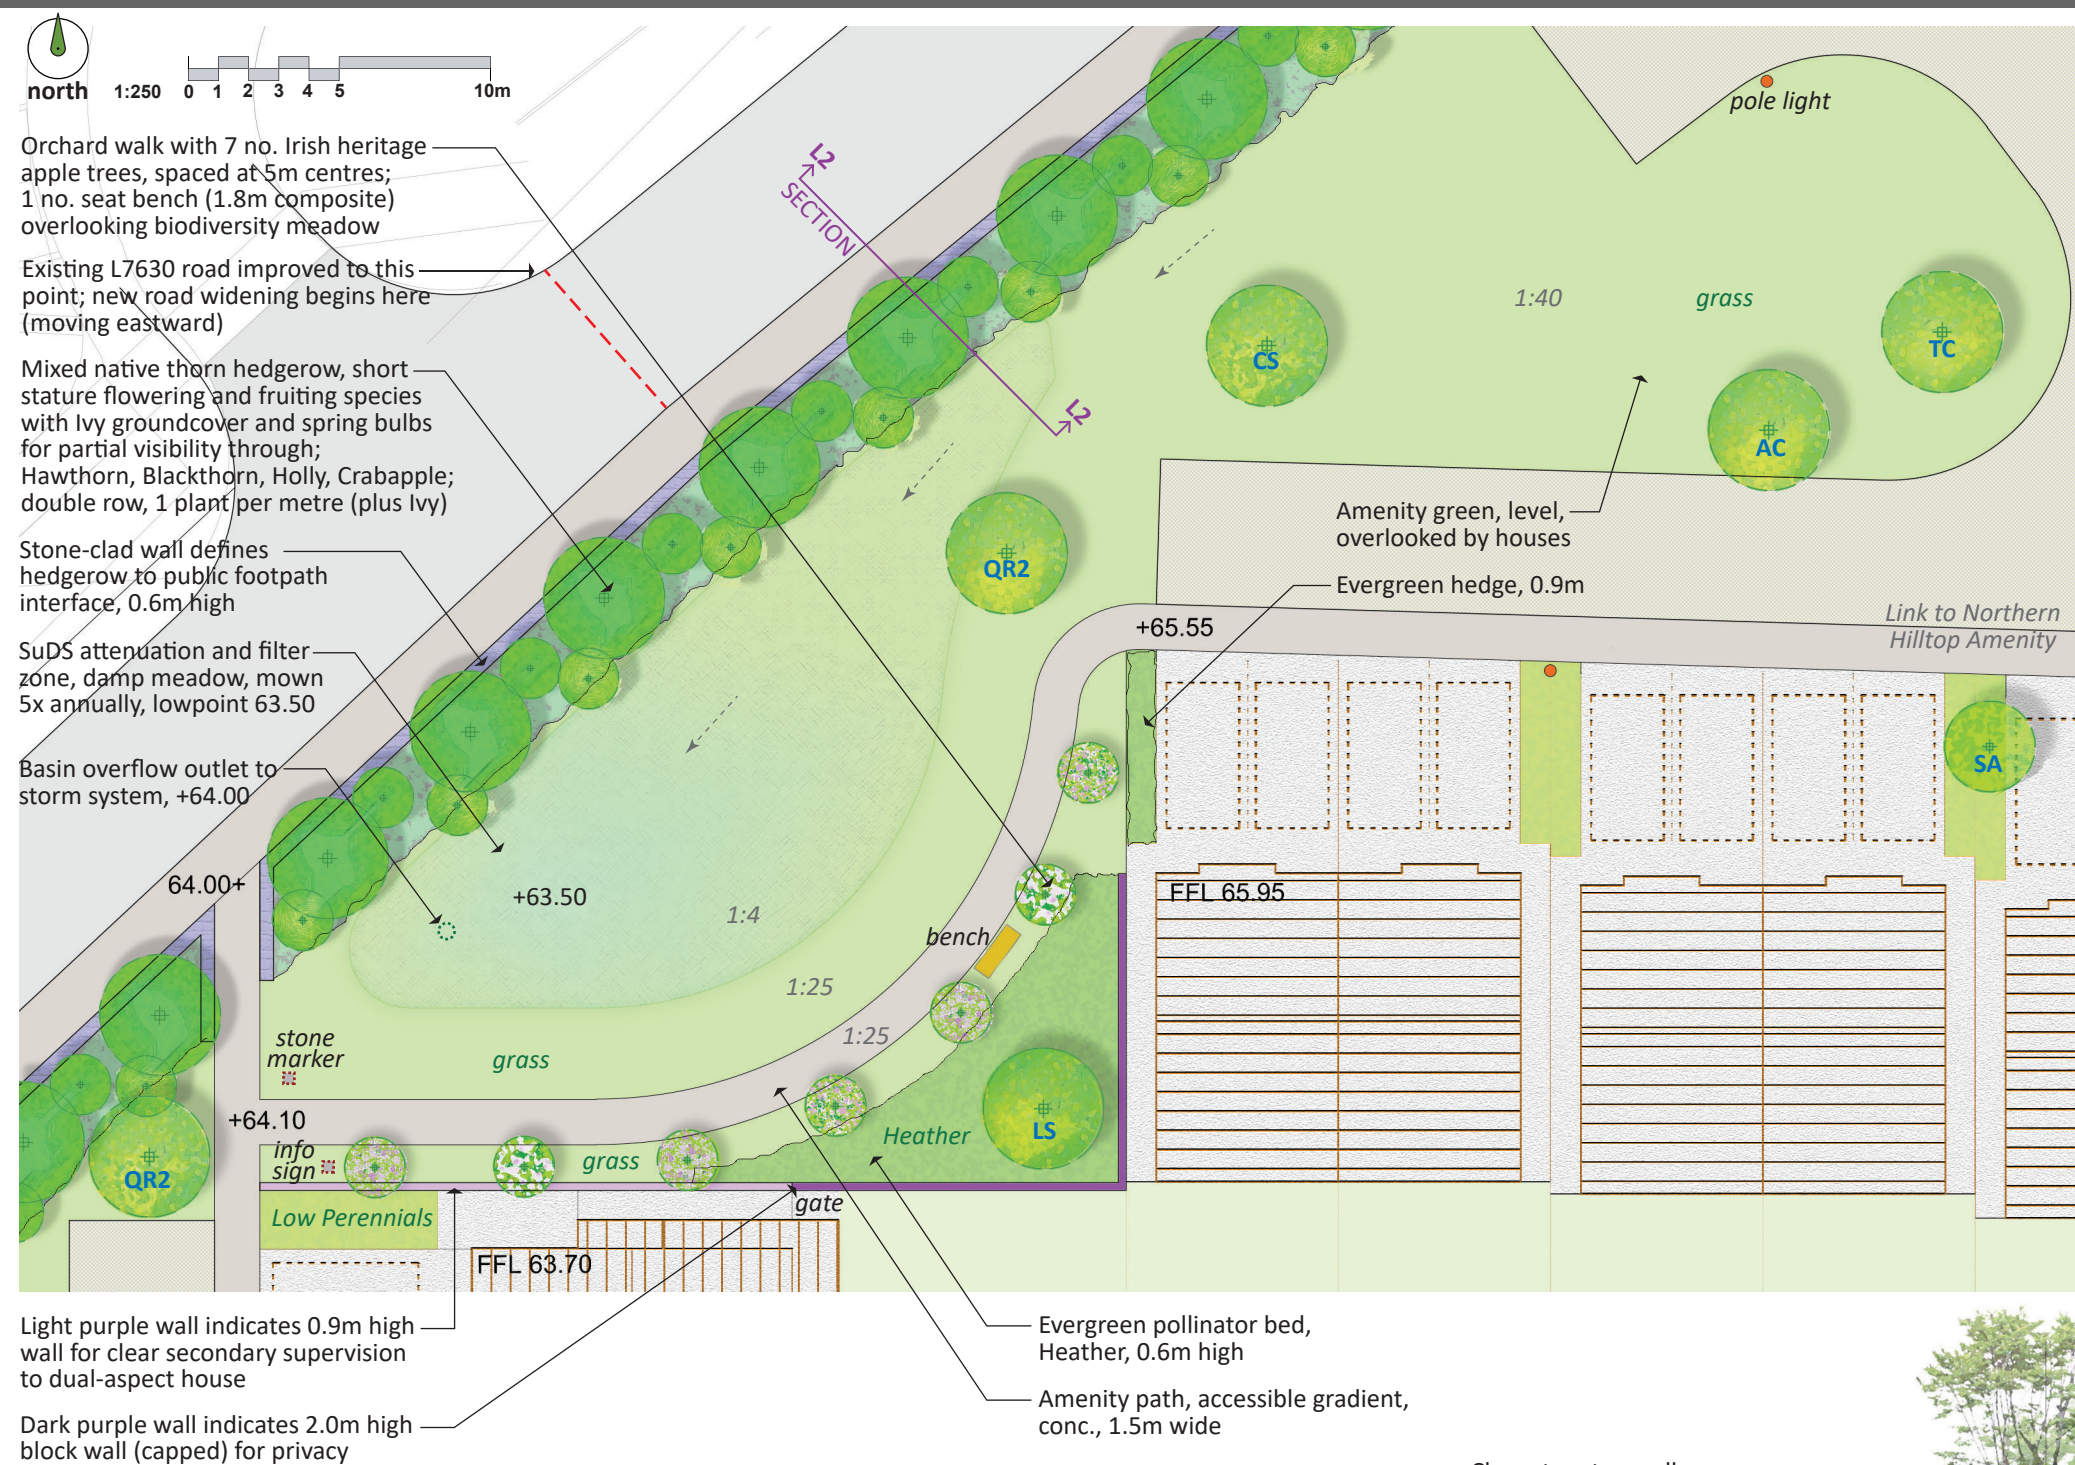 north
1:250
0 1 2 3 4 5 10m
Orchard walk with 7 no. Irish heritage
apple trees, spaced at 5m centres;
1 no. seat bench (1.8m composite)
overlooking biodiversity meadow
Existing L7630 road improved to this
point; new road widening begins here
(moving eastward)
Mixed native thorn hedgerow, short
stature flowering and fruiting species
with Ivy groundcover and spring bulbs
for partial visibility through;
Hawthorn, Blackthorn, Holly, Crabapple;
double row, 1 plant per metre (plus Ivy)
Stone-clad wall defines
hedgerow to public footpath
interface, 0.6m high
SuDS attenuation and filter
zone, damp meadow, mown
5x annually, lowpoint 63.50
Basin overflow outlet to
storm system, +64.00
L2
SECTION
L2
pole light
1:40
grass
CS
TC
AC
QR2
Amenity green, level,
overlooked by houses
Evergreen hedge, 0.9m
+65.55
Link to Northern
Hilltop Amenity
SA
64.00+
+63.50
1:4
bench
FFL 65.95
1:25
1:25
stone
marker
grass
+64.10
info
sign
grass
Heather
LS
QR2
gate
Low Perennials
FFL 63.70
Light purple wall indicates 0.9m high
wall for clear secondary supervision
to dual-aspect house
Dark purple wall indicates 2.0m high
block wall (capped) for privacy
Evergreen pollinator bed,
Heather, 0.6m high
Amenity path, accessible gradient,
conc., 1.5m wide